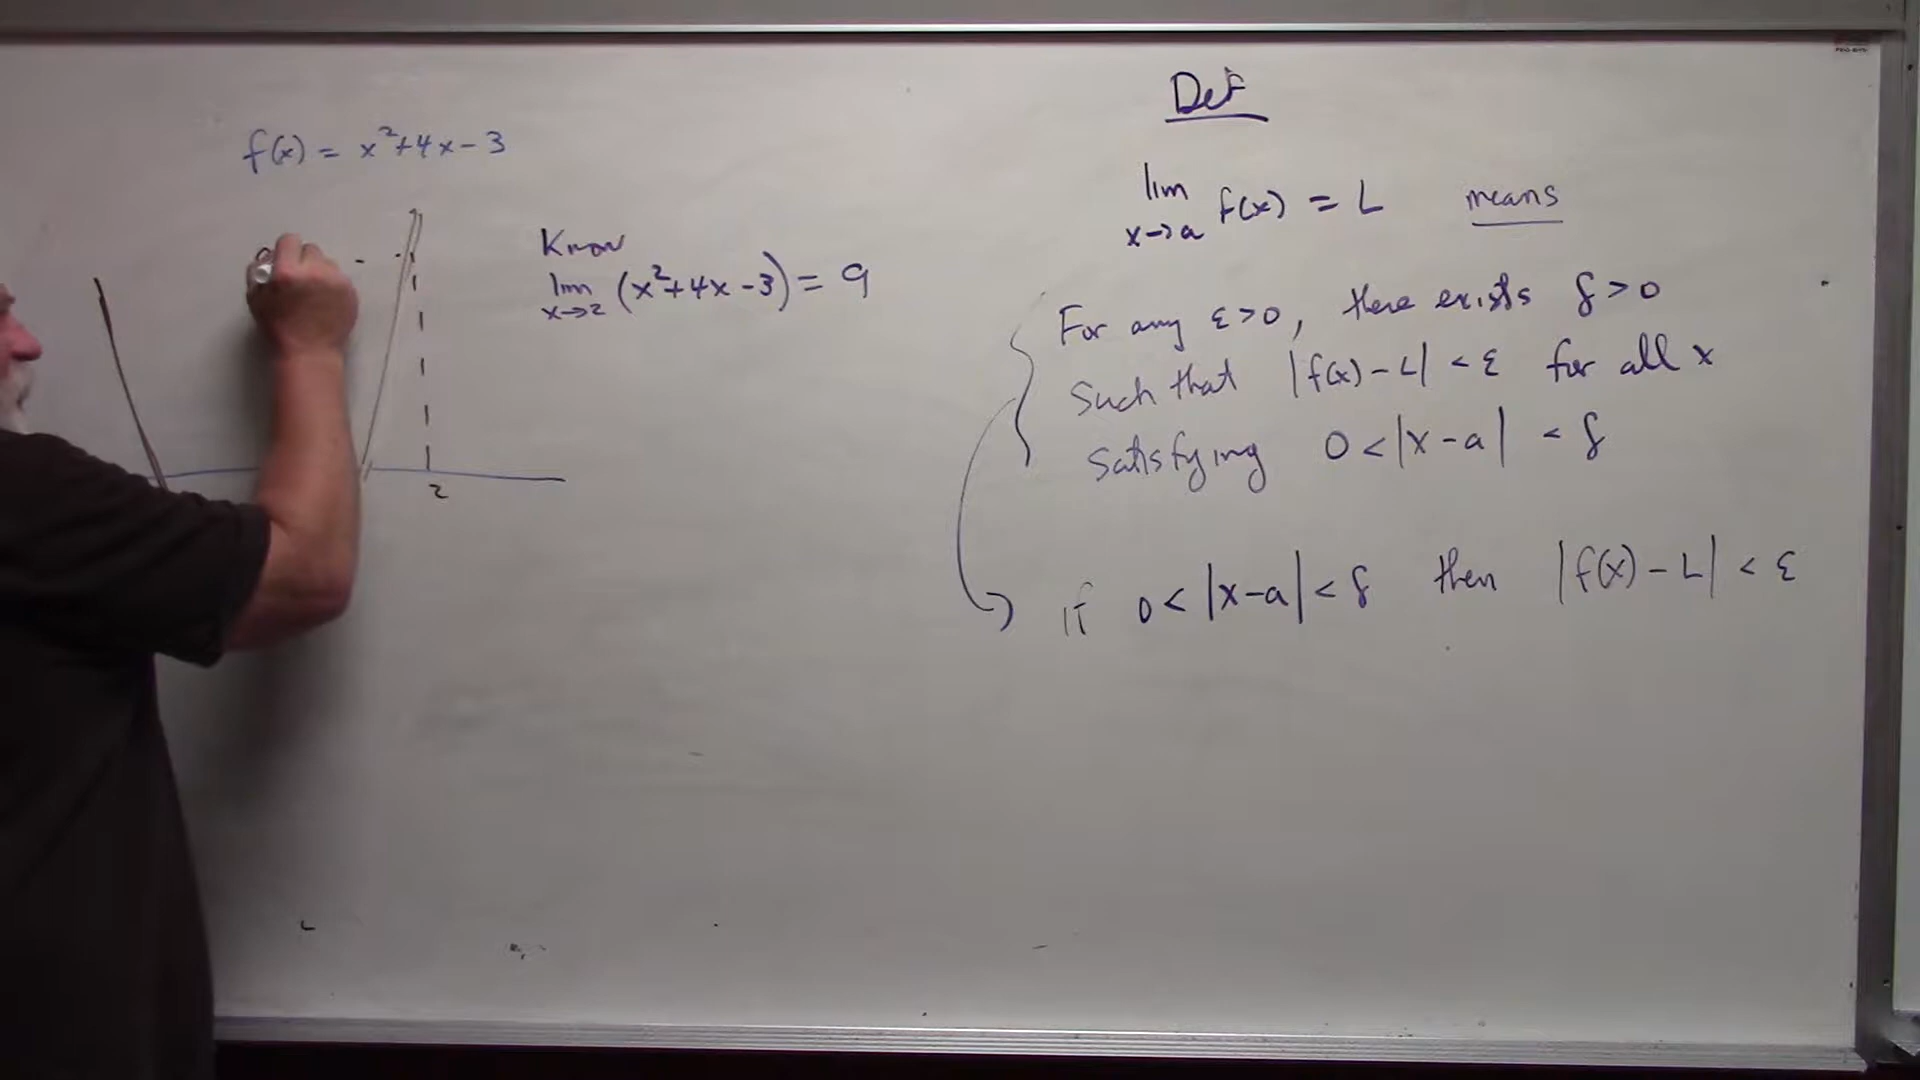 f(x) = x²+4x-3
Know
lim (x²+4x-3) = 9
x→2
2
Def
lim f(x) = L means
x→a
For any ε>0, there exists δ>0
Such that |f(x)-L| < ε for all x
Satisfying 0<|x-a| < δ
If 0<|x-a|<δ then |f(x)-L| < ε